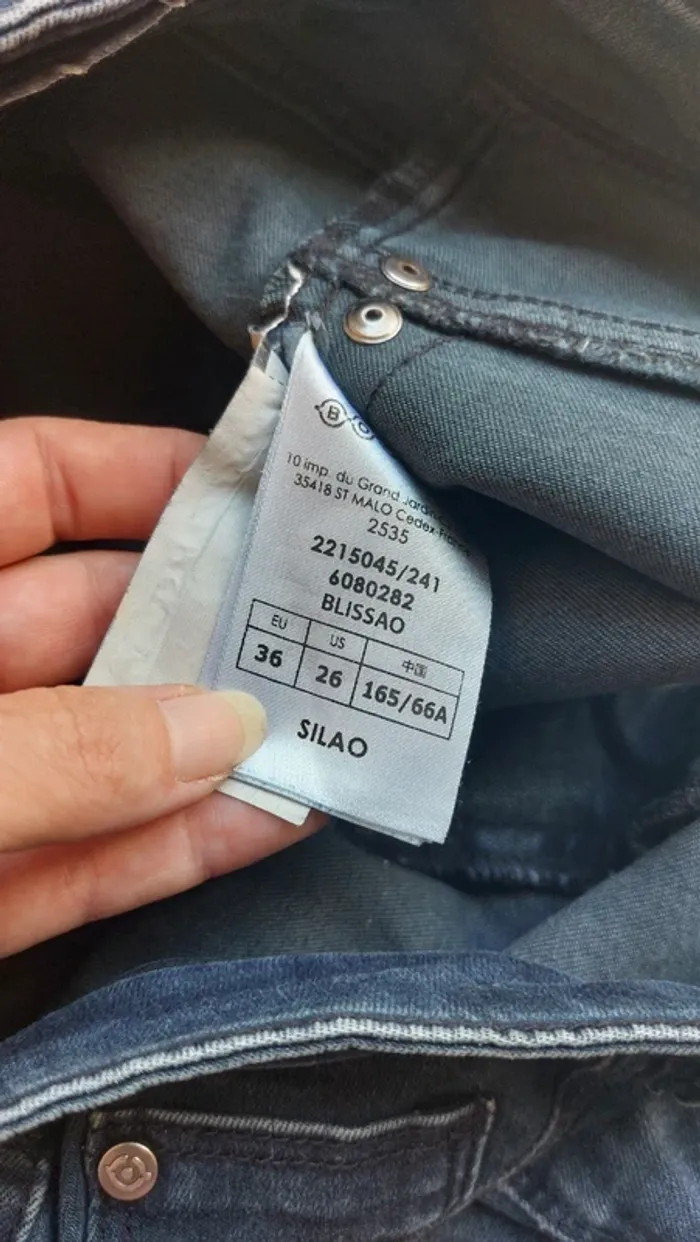 B
10 imp. du Grand Jardin
35418 ST MALO Cedex-France
2535
2215045/241
6080282
BLISSAO
EU US 中国
36 26 165/66A
SILAO